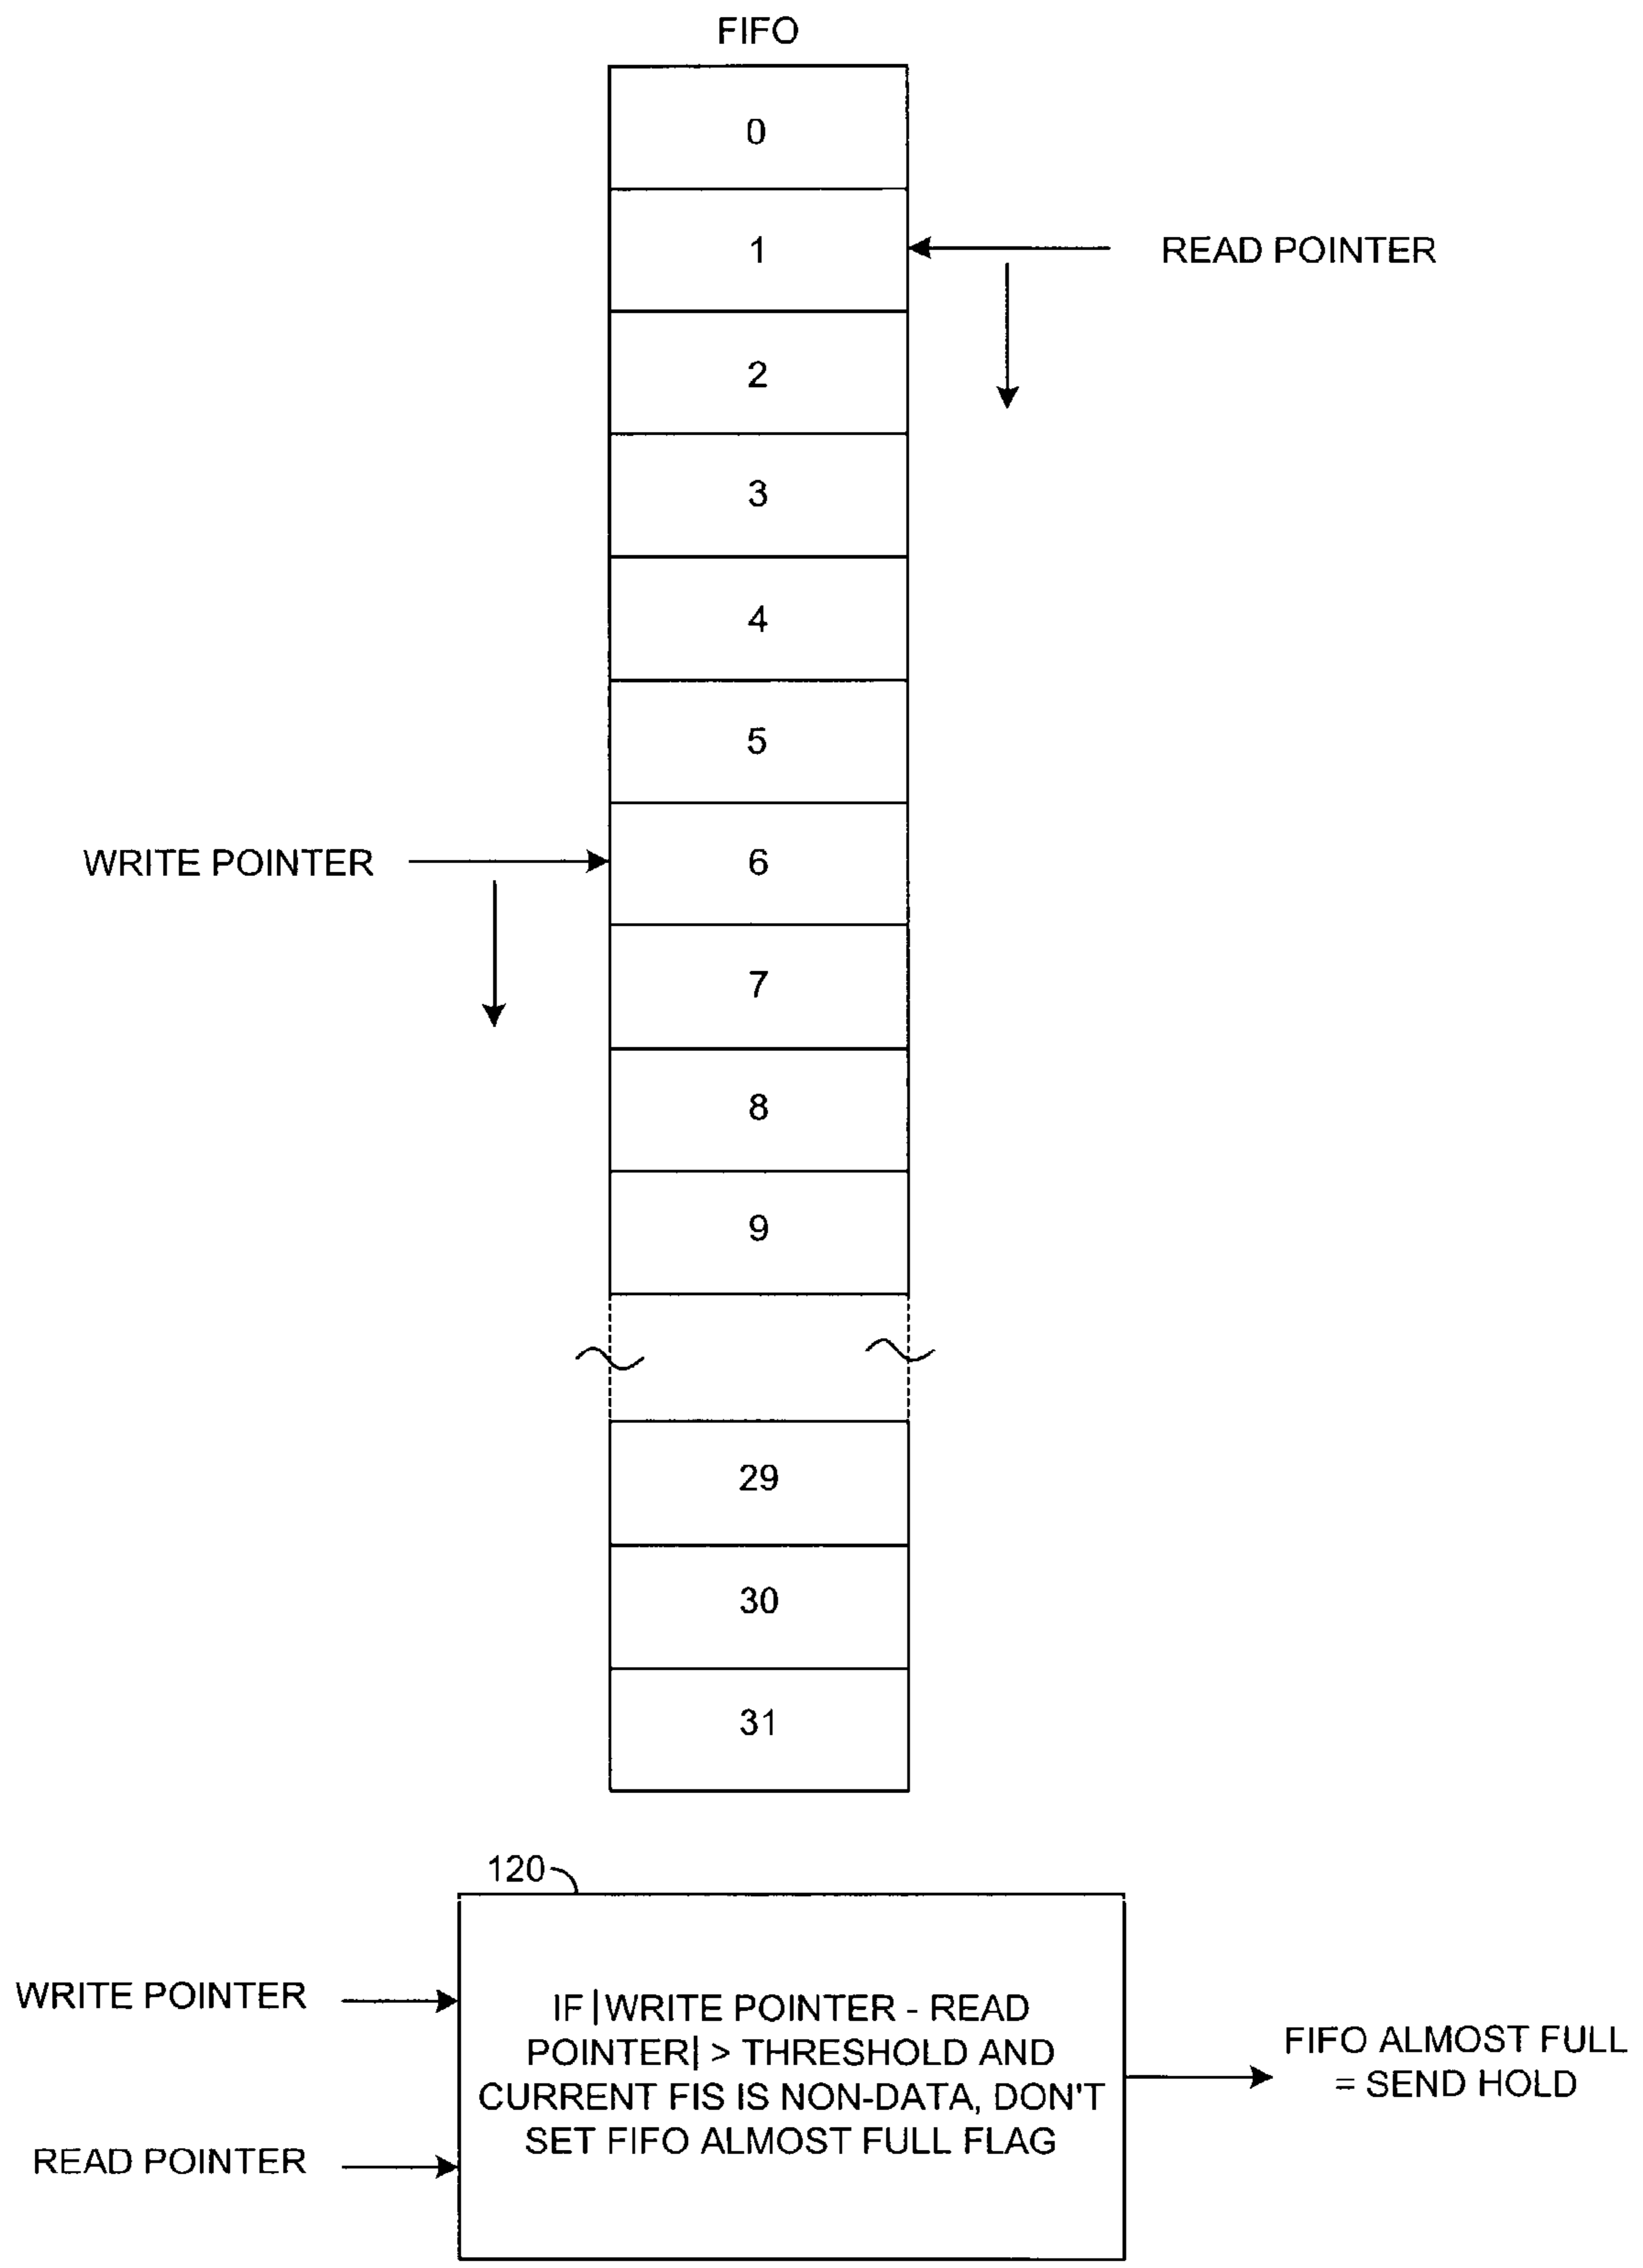 FIFO
0
1
READ POINTER
2
3
4
5
WRITE POINTER
6
7
8
9
29
30
31
120
WRITE POINTER
IF |WRITE POINTER - READ
POINTER| > THRESHOLD AND
CURRENT FIS IS NON-DATA, DON'T
SET FIFO ALMOST FULL FLAG
READ POINTER
FIFO ALMOST FULL
= SEND HOLD